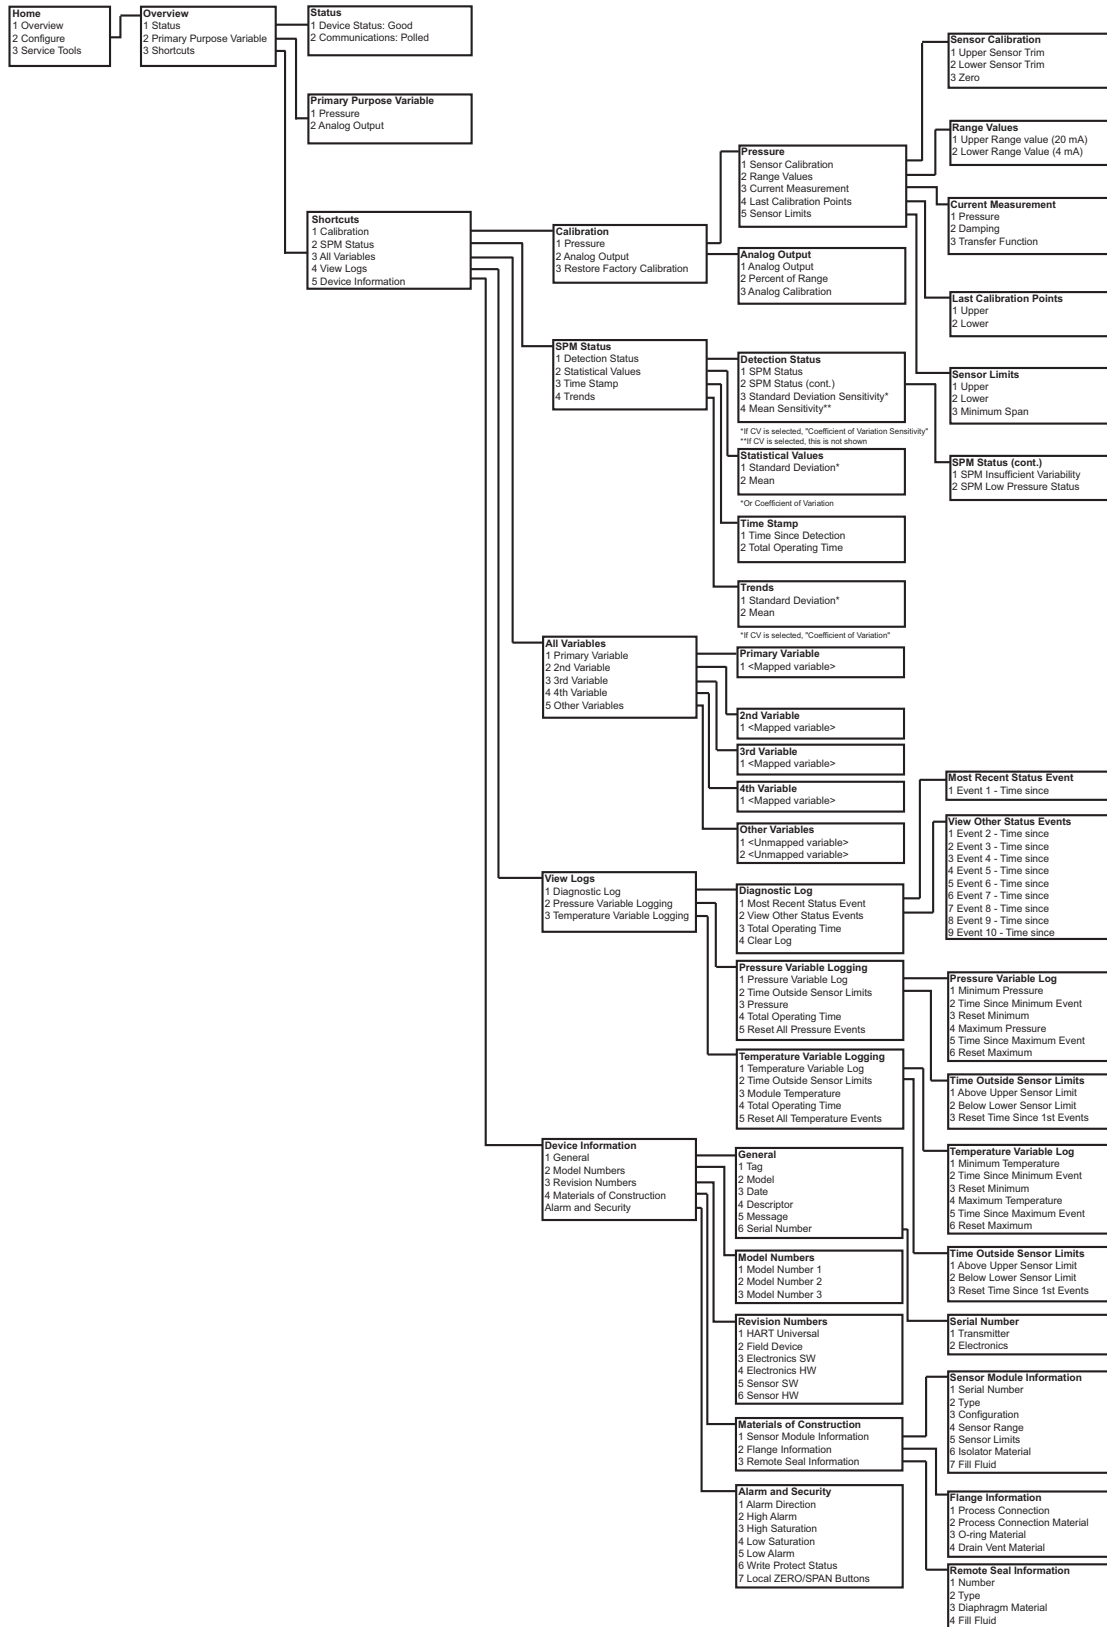 Home
1 Overview
2 Configure
3 Service Tools
Overview
1 Status
2 Primary Purpose Variable
3 Shortcuts
Status
1 Device Status: Good
2 Communications: Polled
Primary Purpose Variable
1 Pressure
2 Analog Output
Shortcuts
1 Calibration
2 SPM Status
3 All Variables
4 View Logs
5 Device Information
Calibration
1 Pressure
2 Analog Output
3 Restore Factory Calibration
Pressure
1 Sensor Calibration
2 Range Values
3 Current Measurement
4 Last Calibration Points
5 Sensor Limits
Analog Output
1 Analog Output
2 Percent of Range
3 Analog Calibration
Sensor Calibration
1 Upper Sensor Trim
2 Lower Sensor Trim
3 Zero
Range Values
1 Upper Range value (20 mA)
2 Lower Range Value (4 mA)
Current Measurement
1 Pressure
2 Damping
3 Transfer Function
Last Calibration Points
1 Upper
2 Lower
Sensor Limits
1 Upper
2 Lower
3 Minimum Span
SPM Status
1 Detection Status
2 Statistical Values
3 Time Stamp
4 Trends
Detection Status
1 SPM Status
2 SPM Status (cont.)
3 Standard Deviation Sensitivity*
4 Mean Sensitivity**
*If CV is selected, "Coefficient of Variation Sensitivity"
**If CV is selected, this is not shown
SPM Status (cont.)
1 SPM Insufficient Variability
2 SPM Low Pressure Status
Statistical Values
1 Standard Deviation*
2 Mean
*Or Coefficient of Variation
Time Stamp
1 Time Since Detection
2 Total Operating Time
Trends
1 Standard Deviation*
2 Mean
*If CV is selected, "Coefficient of Variation"
All Variables
1 Primary Variable
2 2nd Variable
3 3rd Variable
4 4th Variable
5 Other Variables
Primary Variable
1 <Mapped variable>
2nd Variable
1 <Mapped variable>
3rd Variable
1 <Mapped variable>
4th Variable
1 <Mapped variable>
Other Variables
1 <Unmapped variable>
2 <Unmapped variable>
View Logs
1 Diagnostic Log
2 Pressure Variable Logging
3 Temperature Variable Logging
Diagnostic Log
1 Most Recent Status Event
2 View Other Status Events
3 Total Operating Time
4 Clear Log
Most Recent Status Event
1 Event 1 - Time since
View Other Status Events
1 Event 2 - Time since
2 Event 3 - Time since
3 Event 4 - Time since
4 Event 5 - Time since
5 Event 6 - Time since
6 Event 7 - Time since
7 Event 8 - Time since
8 Event 9 - Time since
9 Event 10 - Time since
Pressure Variable Logging
1 Pressure Variable Log
2 Time Outside Sensor Limits
3 Pressure
4 Total Operating Time
5 Reset All Pressure Events
Pressure Variable Log
1 Minimum Pressure
2 Time Since Minimum Event
3 Reset Minimum
4 Maximum Pressure
5 Time Since Maximum Event
6 Reset Maximum
Time Outside Sensor Limits
1 Above Upper Sensor Limit
2 Below Lower Sensor Limit
3 Reset Time Since 1st Events
Temperature Variable Logging
1 Temperature Variable Log
2 Time Outside Sensor Limits
3 Module Temperature
4 Total Operating Time
5 Reset All Temperature Events
Temperature Variable Log
1 Minimum Temperature
2 Time Since Minimum Event
3 Reset Minimum
4 Maximum Temperature
5 Time Since Maximum Event
6 Reset Maximum
Time Outside Sensor Limits
1 Above Upper Sensor Limit
2 Below Lower Sensor Limit
3 Reset Time Since 1st Events
Device Information
1 General
2 Model Numbers
3 Revision Numbers
4 Materials of Construction
Alarm and Security
General
1 Tag
2 Model
3 Date
4 Descriptor
5 Message
6 Serial Number
Serial Number
1 Transmitter
2 Electronics
Model Numbers
1 Model Number 1
2 Model Number 2
3 Model Number 3
Revision Numbers
1 HART Universal
2 Field Device
3 Electronics SW
4 Electronics HW
5 Sensor SW
6 Sensor HW
Materials of Construction
1 Sensor Module Information
2 Flange Information
3 Remote Seal Information
Sensor Module Information
1 Serial Number
2 Type
3 Configuration
4 Sensor Range
5 Sensor Limits
6 Isolator Material
7 Fill Fluid
Flange Information
1 Process Connection
2 Process Connection Material
3 O-ring Material
4 Drain Vent Material
Remote Seal Information
1 Number
2 Type
3 Diaphragm Material
4 Fill Fluid
Alarm and Security
1 Alarm Direction
2 High Alarm
3 High Saturation
4 Low Saturation
5 Low Alarm
6 Write Protect Status
7 Local ZERO/SPAN Buttons